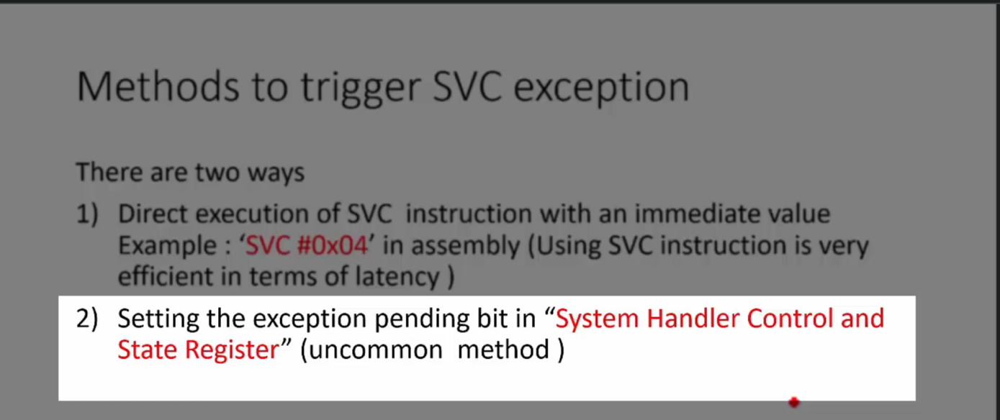 Methods to trigger SVC exception
There are two ways
1) Direct execution of SVC instruction with an immediate value
Example : ‘SVC #0x04’ in assembly (Using SVC instruction is very
efficient in terms of latency )
2) Setting the exception pending bit in “System Handler Control and
State Register” (uncommon method )